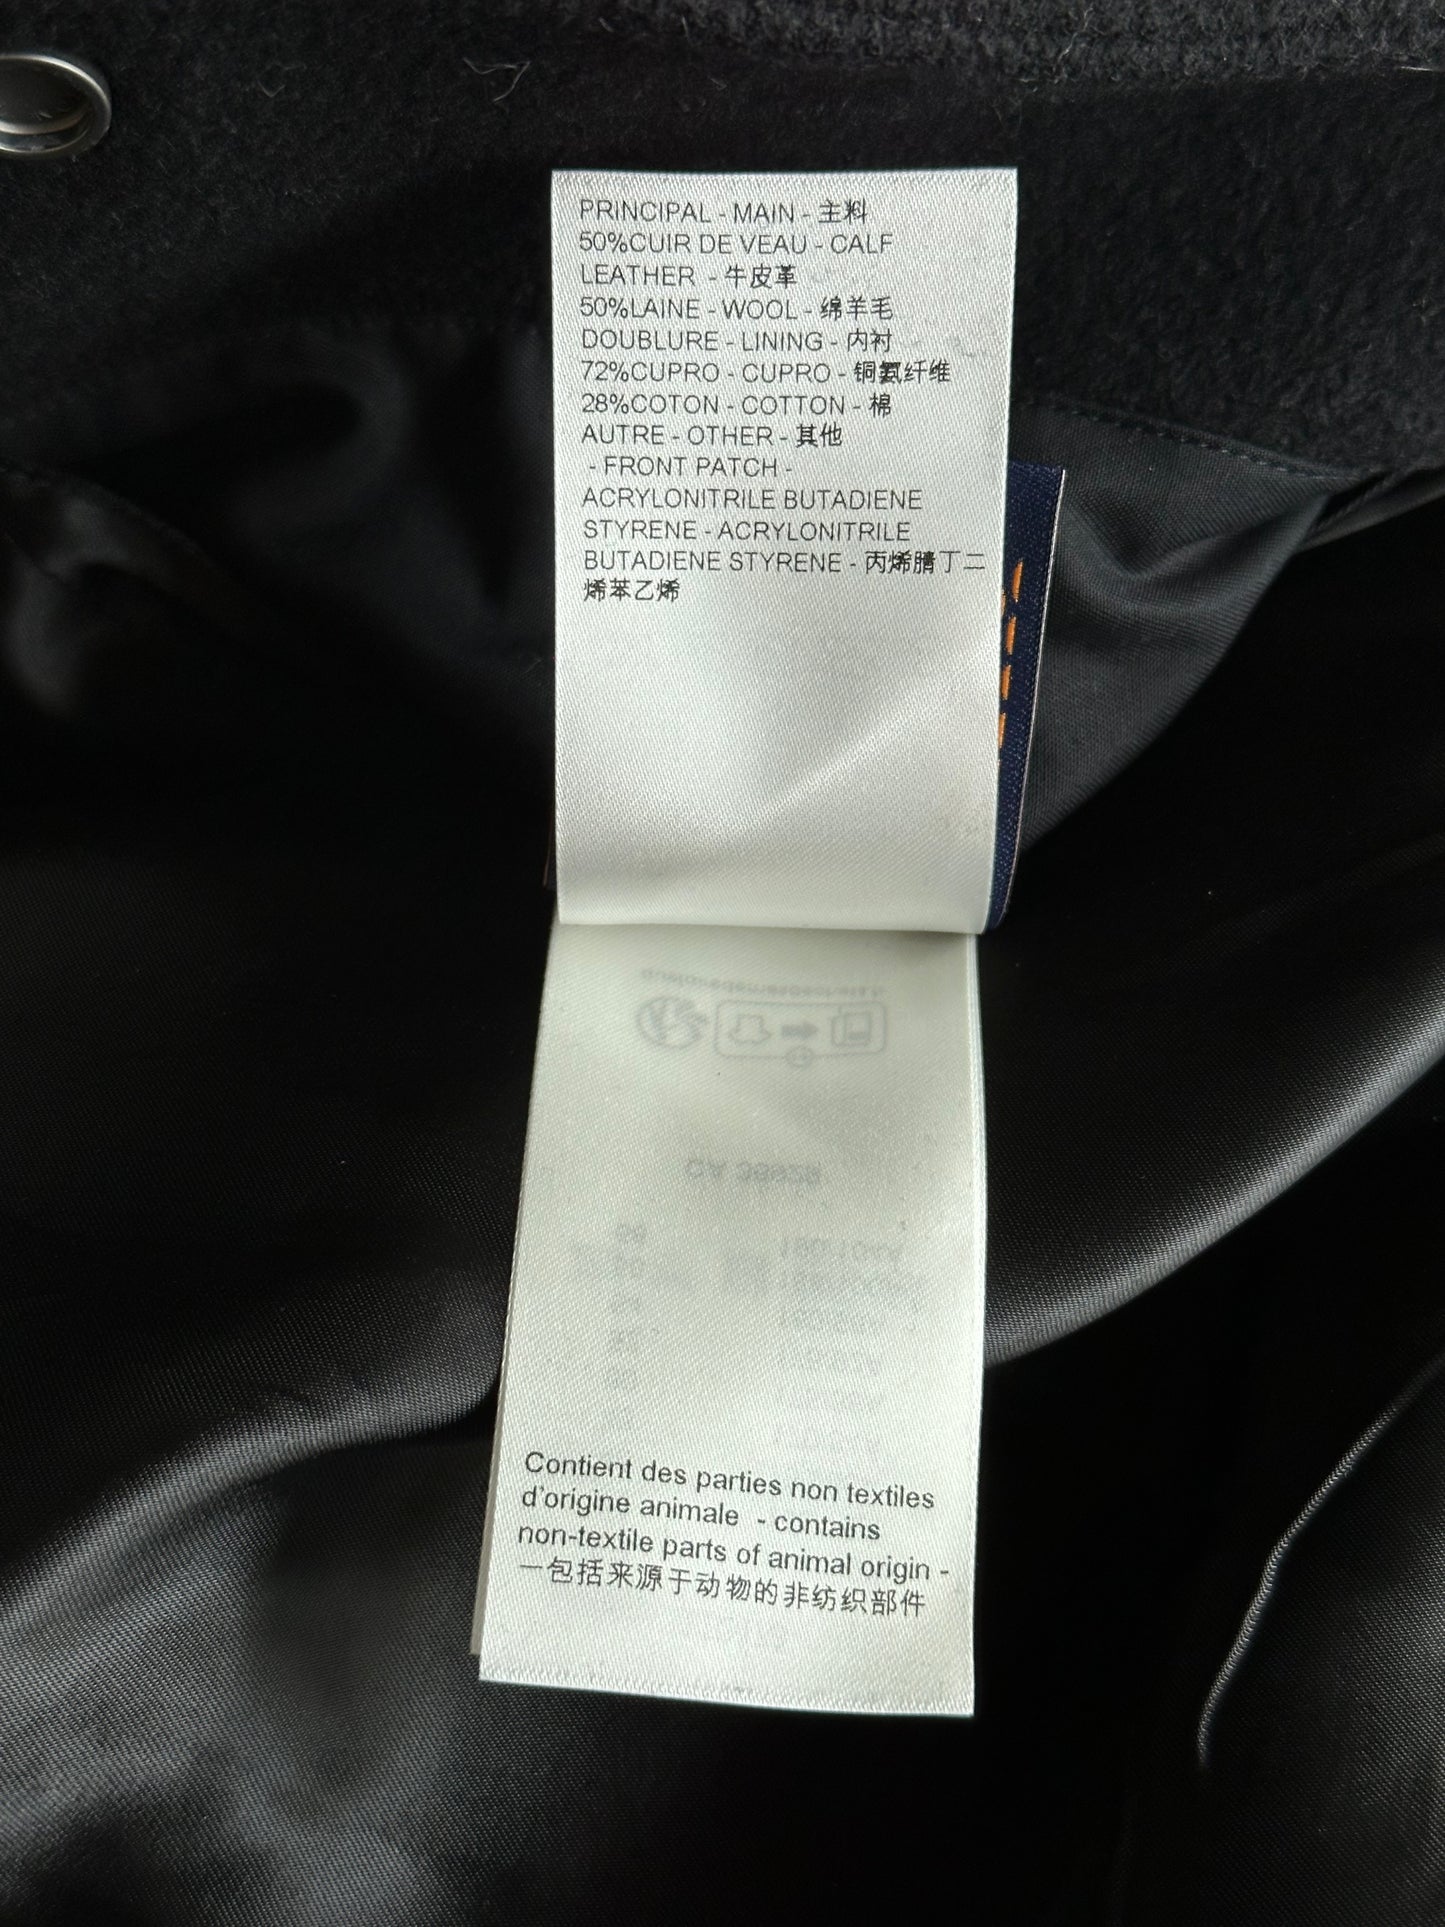 PRINCIPAL - MAIN - 主料
50%CUIR DE VEAU - CALF
LEATHER - 牛皮革
50%LAINE - WOOL - 绵羊毛
DOUBLURE - LINING - 内衬
72%CUPRO - CUPRO - 铜氨纤维
28%COTON - COTTON - 棉
AUTRE - OTHER - 其他
- FRONT PATCH -
ACRYLONITRILE BUTADIENE
STYRENE - ACRYLONITRILE
BUTADIENE STYRENE - 丙烯腈丁二
烯苯乙烯
CA 36929
Contient des parties non textiles
d'origine animale - contains
non-textile parts of animal origin -
一包括来源于动物的非纺织部件